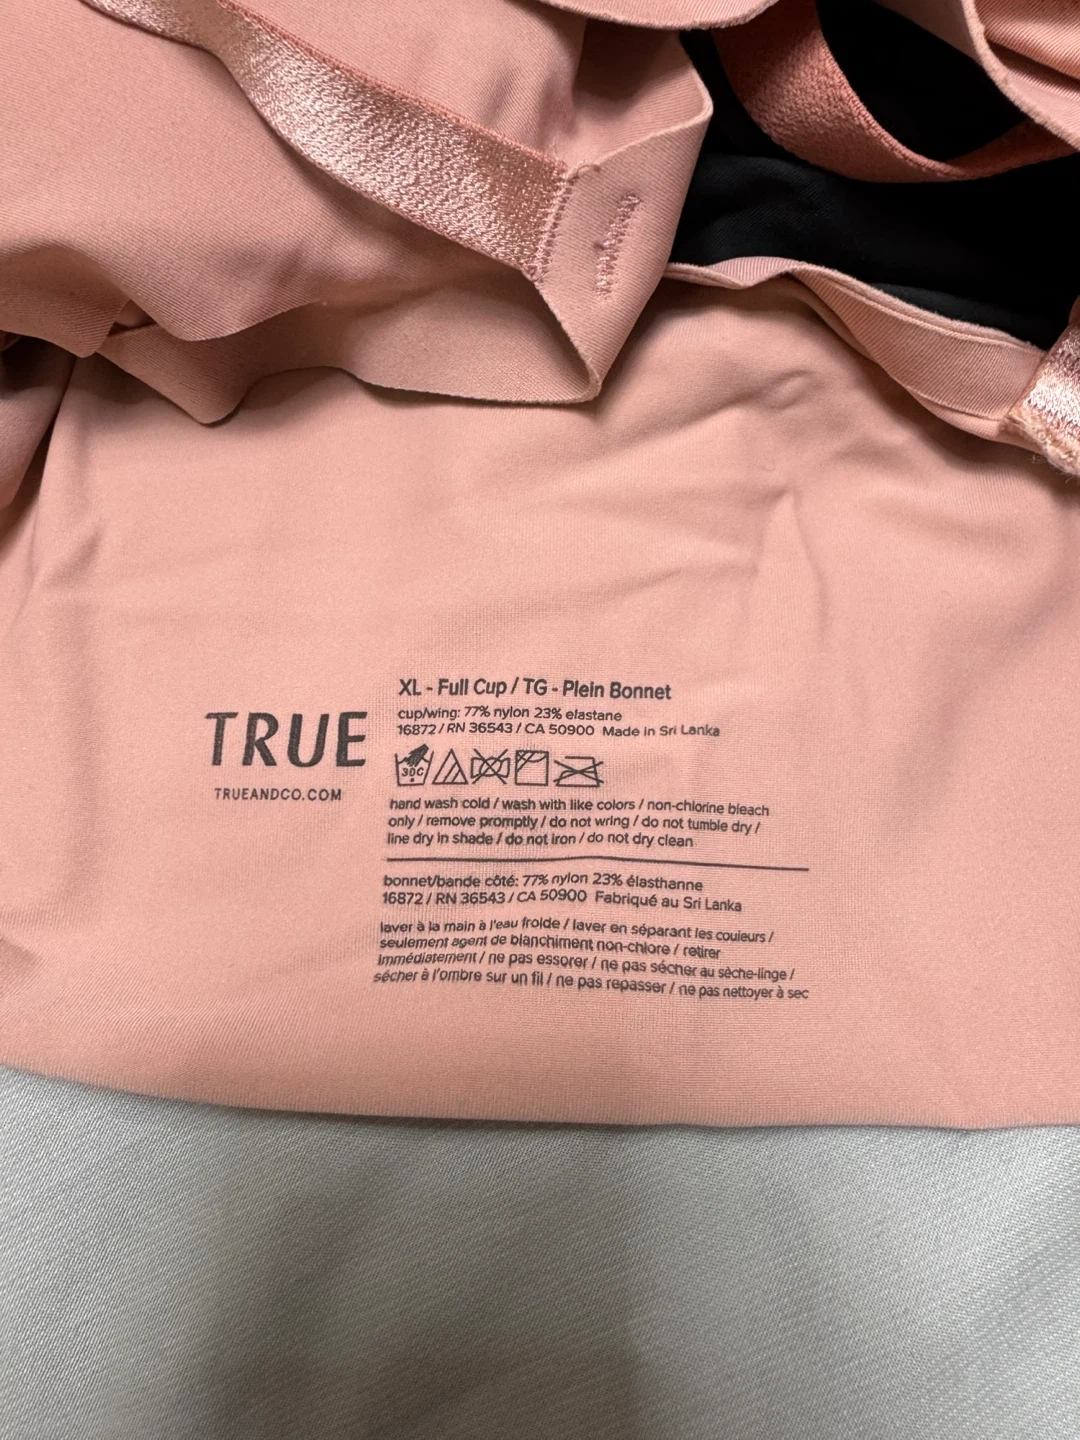 TRUE
TRUEANDCO.COM
XL - Full Cup / TG - Plein Bonnet
cup/wing: 77% nylon 23% elastane
16872 / RN 36543 / CA 50900 Made in Sri Lanka
30C
hand wash cold / wash with like colors / non-chlorine bleach
only / remove promptly / do not wring / do not tumble dry /
line dry in shade / do not iron / do not dry clean
bonnet/bande côté: 77% nylon 23% élasthanne
16872 / RN 36543 / CA 50900 Fabriqué au Sri Lanka
laver à la main à l'eau froide / laver en séparant les couleurs /
seulement agent de blanchiment non-chlore / retirer
immédiatement / ne pas essorer / ne pas sécher au sèche-linge /
sécher à l'ombre sur un fil / ne pas repasser / ne pas nettoyer à sec